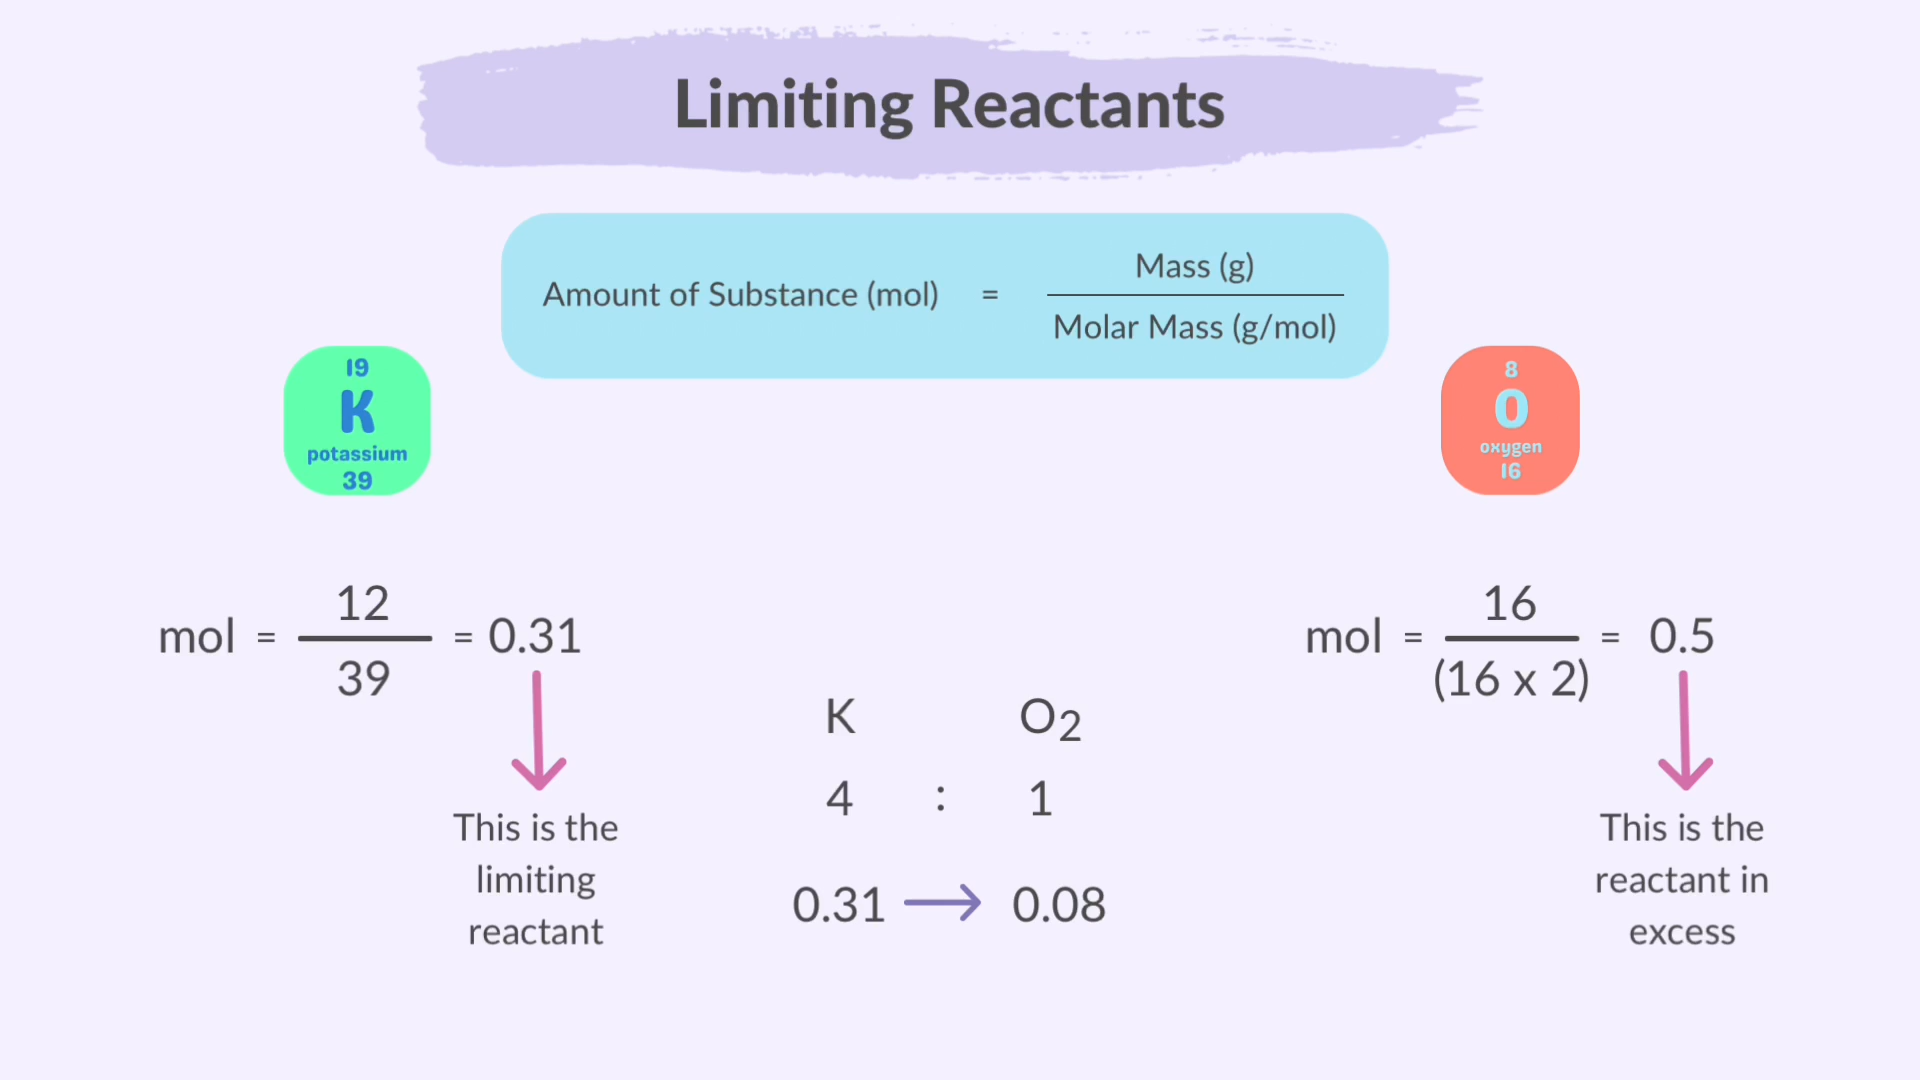 Limiting Reactants
Amount of Substance (mol) = Mass (g)
Molar Mass (g/mol)
19
K
potassium
39
8
O
oxygen
16
mol = 12 = 0.31
39
mol = 16 = 0.5
(16 x 2)
K O2
4 : 1
0.31 → 0.08
This is the
limiting
reactant
This is the
reactant in
excess